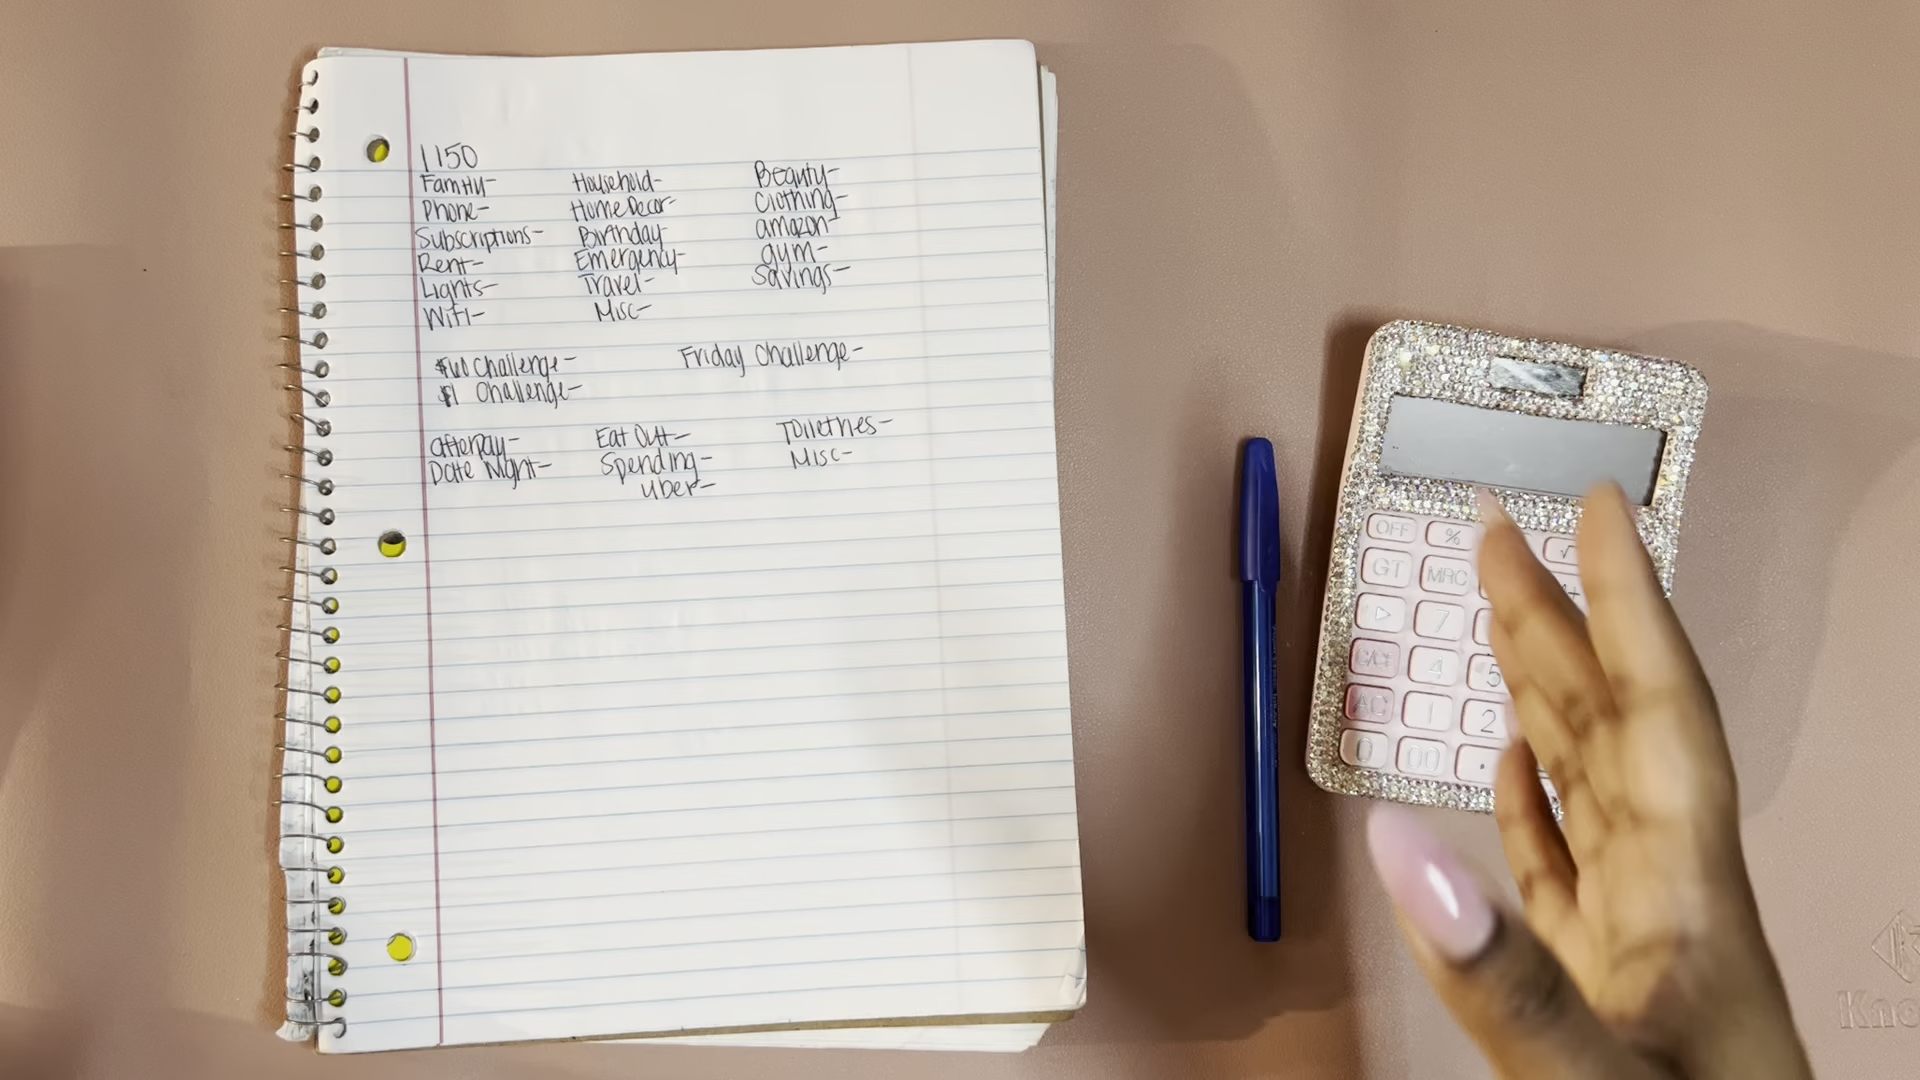 1150
Family-
Phone-
Subscriptions-
Rent-
Lights-
Wifi-
Household-
Home Decor-
Birthday-
Emergency-
Travel-
Misc-
Beauty-
Clothing-
amazon-
gym-
Savings-
Challenge-
$1 Challenge-
Friday Challenge-
afterpay-
Date Night-
Eat Out-
Spending-
Uber-
Toiletries-
Misc-
OFF % √
GT MRC
7
C/CE 4 5
AC 1 2
0 00 .